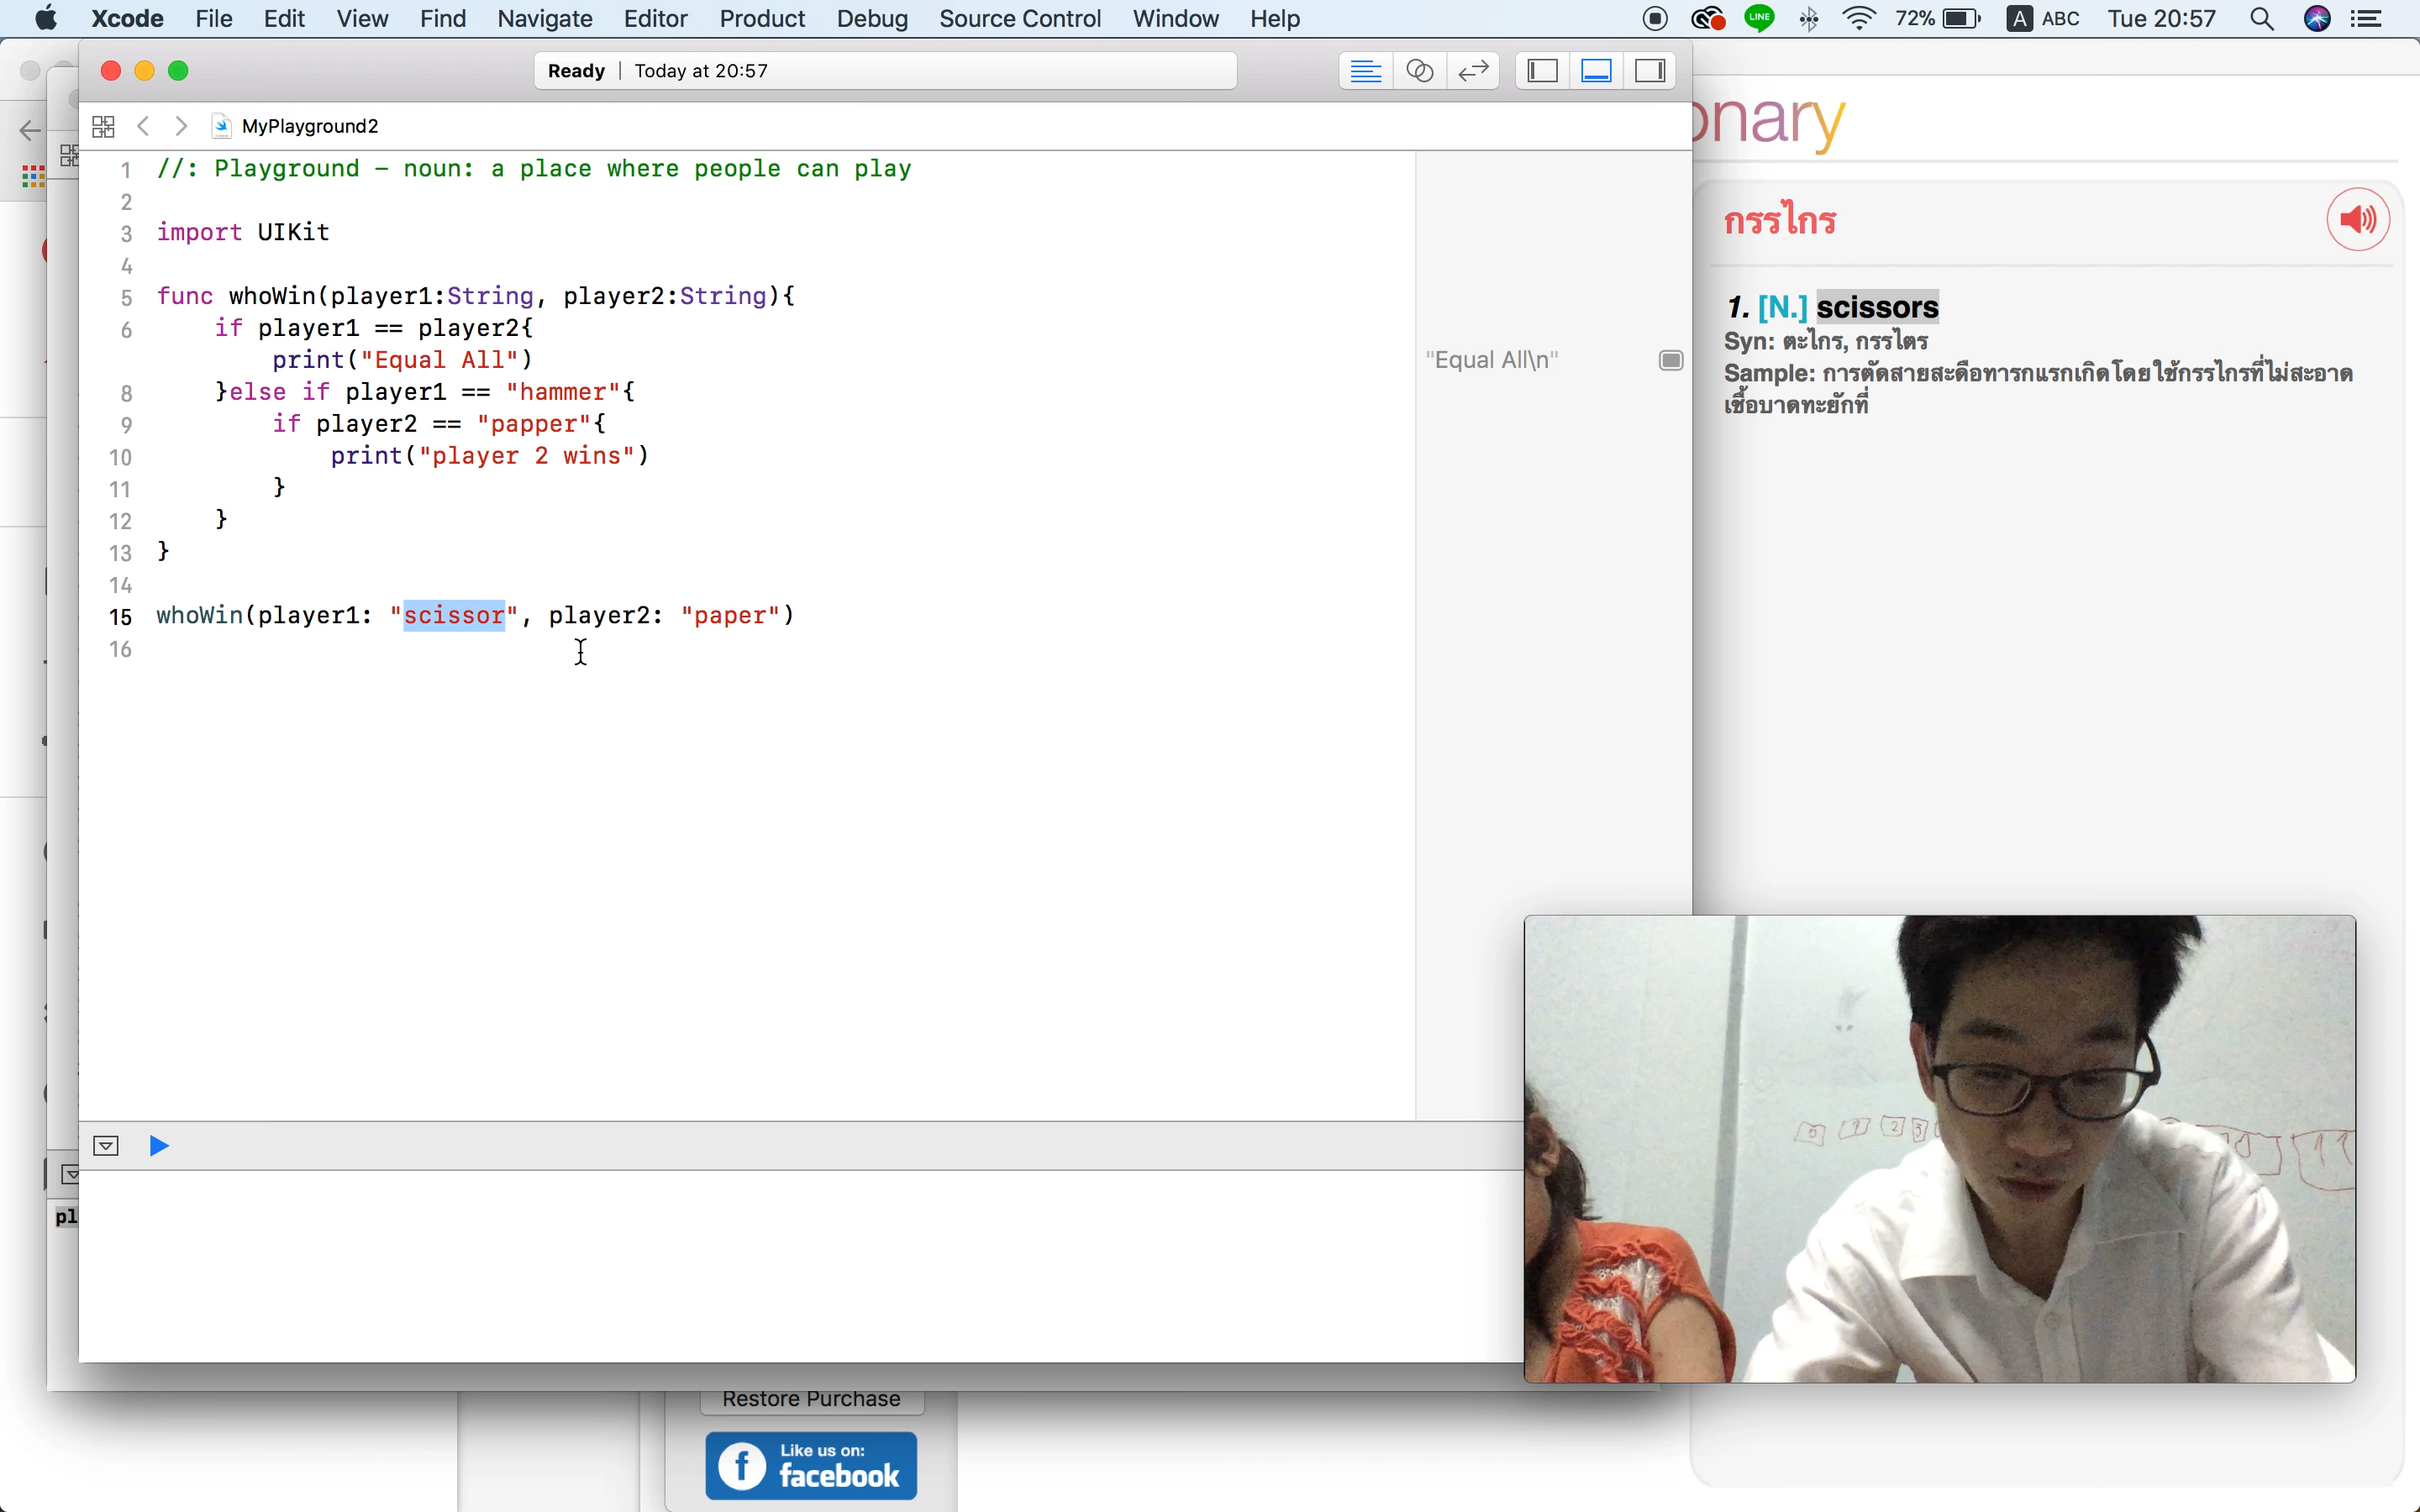 Xcode File Edit View Find Navigate Editor Product Debug Source Control Window Help
LINE 72% A ABC Tue 20:57
Ready | Today at 20:57
MyPlayground2
1 //: Playground – noun: a place where people can play
2
3 import UIKit
4
5 func whoWin(player1:String, player2:String){
6 if player1 == player2{
print("Equal All")
8 }else if player1 == "hammer"{
9 if player2 == "papper"{
10 print("player 2 wins")
11 }
12 }
13 }
14
15 whoWin(player1: "scissor", player2: "paper")
16
"Equal All\n"
onary
กรรไกร
1. [N.] scissors
Syn: ตะไกร, กรรไตร
Sample: การตัดสายสะดือทารกแรกเกิดโดยใช้กรรไกรที่ไม่สะอาด
เชื้อบาดทะยักที่
pl
0 1 2 3
11
Restore Purchase
Like us on:
facebook